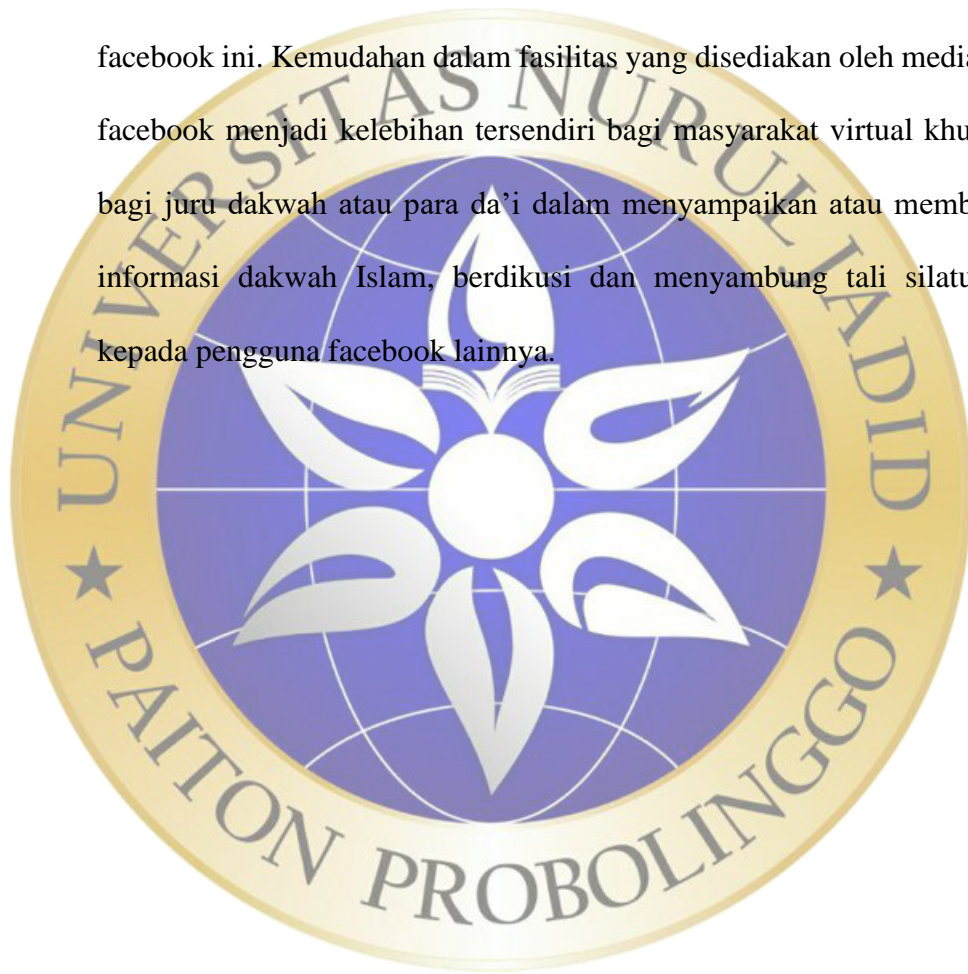 facebook ini. Kemudahan dalam fasilitas yang disediakan oleh media
facebook menjadi kelebihan tersendiri bagi masyarakat virtual khu
bagi juru dakwah atau para da’i dalam menyampaikan atau memb
informasi dakwah Islam, berdikusi dan menyambung tali silatu
kepada pengguna facebook lainnya.
UNIVERSITAS NURUL JADID
PAITON PROBOLINGGO